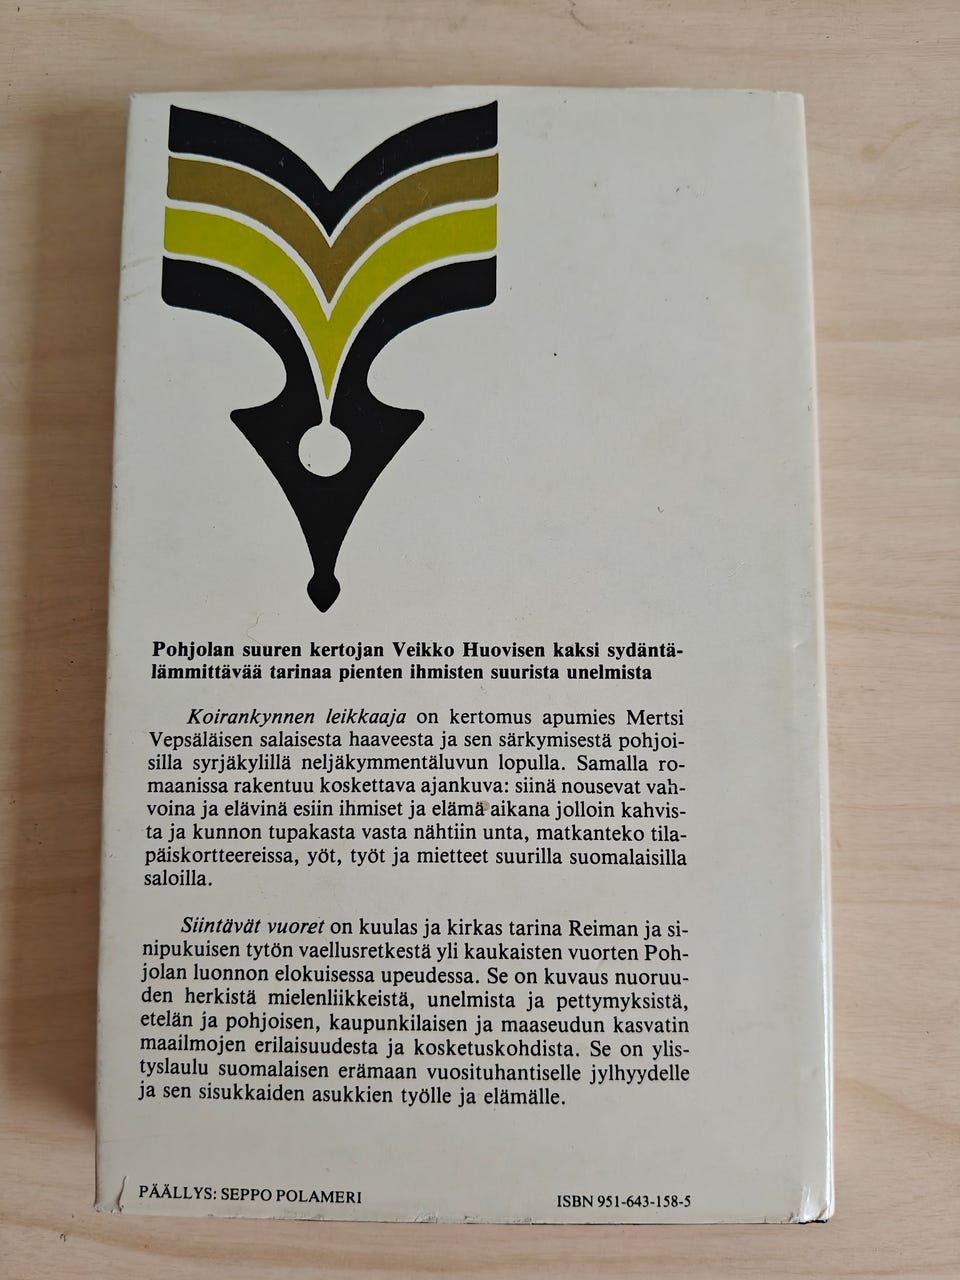 Pohjolan suuren kertojan Veikko Huovisen kaksi sydäntä-
lämmittävää tarinaa pienten ihmisten suurista unelmista
Koirankynnen leikkaaja on kertomus apumies Mertsi
Vepsäläisen salaisesta haaveesta ja sen särkymisestä pohjoi-
silla syrjäkylillä neljäkymmentäluvun lopulla. Samalla ro-
maanissa rakentuu koskettava ajankuva: siinä nousevat vah-
voina ja elävinä esiin ihmiset ja elämä aikana jolloin kahvis-
ta ja kunnon tupakasta vasta nähtiin unta, matkanteko tila-
päiskortteereissa, yöt, työt ja mietteet suurilla suomalaisilla
saloilla.
Siintävät vuoret on kuulas ja kirkas tarina Reiman ja si-
nipukuisen tytön vaellusretkestä yli kaukaisten vuorten Poh-
jolan luonnon elokuisessa upeudessa. Se on kuvaus nuoruu-
den herkistä mielenliikkeistä, unelmista ja pettymyksistä,
etelän ja pohjoisen, kaupunkilaisen ja maaseudun kasvatin
maailmojen erilaisuudesta ja kosketuskohdista. Se on ylis-
tyslaulu suomalaisen erämaan vuosituhantiselle jylhyydelle
ja sen sisukkaiden asukkien työlle ja elämälle.
PÄÄLLYS: SEPPO POLAMERI
ISBN 951-643-158-5